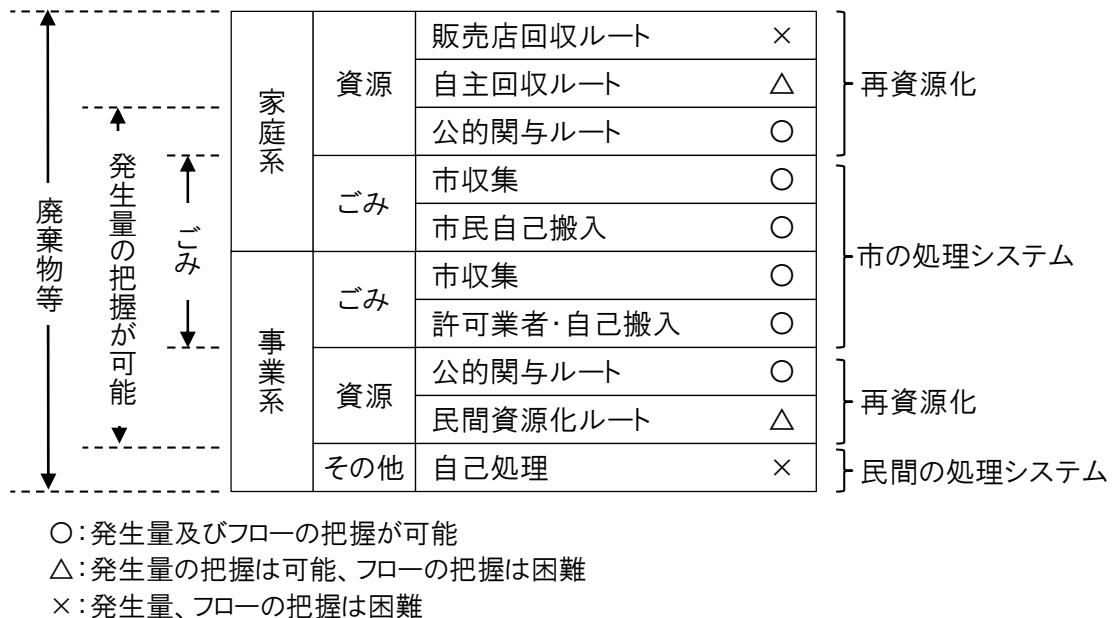 廃棄物等
発生量の把握が可能
ごみ
家庭系
資源
販売店回収ルート ×
自主回収ルート △
公的関与ルート ○
再資源化
ごみ
市収集 ○
市民自己搬入 ○
市の処理システム
事業系
ごみ
市収集 ○
許可業者・自己搬入 ○
資源
公的関与ルート ○
民間資源化ルート △
再資源化
その他
自己処理 ×
民間の処理システム
○：発生量及びフローの把握が可能
△：発生量の把握は可能、フローの把握は困難
×：発生量、フローの把握は困難